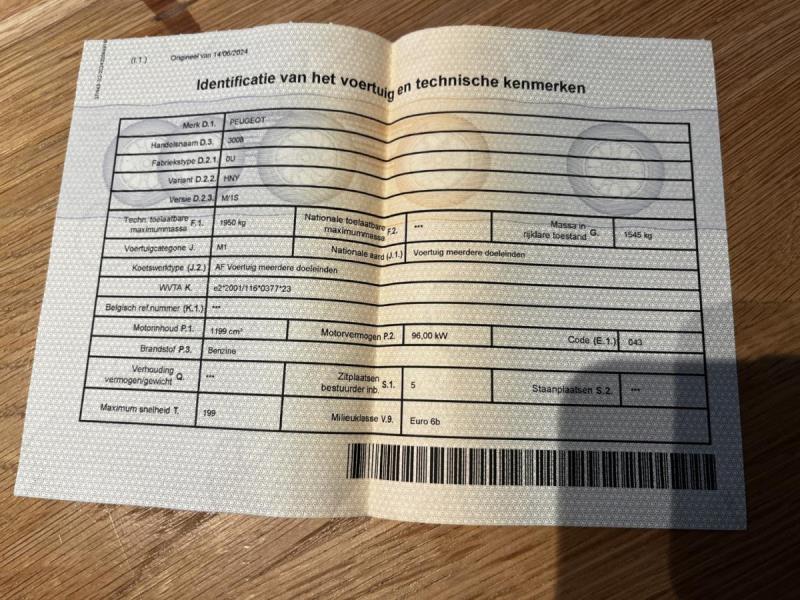 (I.1.) Origineel van 14/06/2024
Identificatie van het voertuig en technische kenmerken
Merk D.1. PEUGEOT
Handelsnaam D.3. 3008
Fabriekstype D.2.1. 0U
Variant D.2.2. HNY
Versie D.2.3. M/1S
Techn. toelaatbare maximummassa F.1. 1950 kg Nationale toelaatbare maximummassa F.2. *** Massa in rijklare toestand G. 1545 kg
Voertuigcategorie J. M1 Nationale aard (J.1.) Voertuig meerdere doeleinden
Koetswerktype (J.2.) AF Voertuig meerdere doeleinden
WVTA K. e2*2001/116*0377*23
Belgisch ref.nummer (K.1.) ***
Motorinhoud P.1. 1199 cm³ Motorvermogen P.2. 96,00 kW Code (E.1.) 043
Brandstof P.3. Benzine
Verhouding vermogen/gewicht Q. *** Zitplaatsen bestuurder inb. S.1. 5 Staanplaatsen S.2. ***
Maximum snelheid T. 199 Milieuklasse V.9. Euro 6b